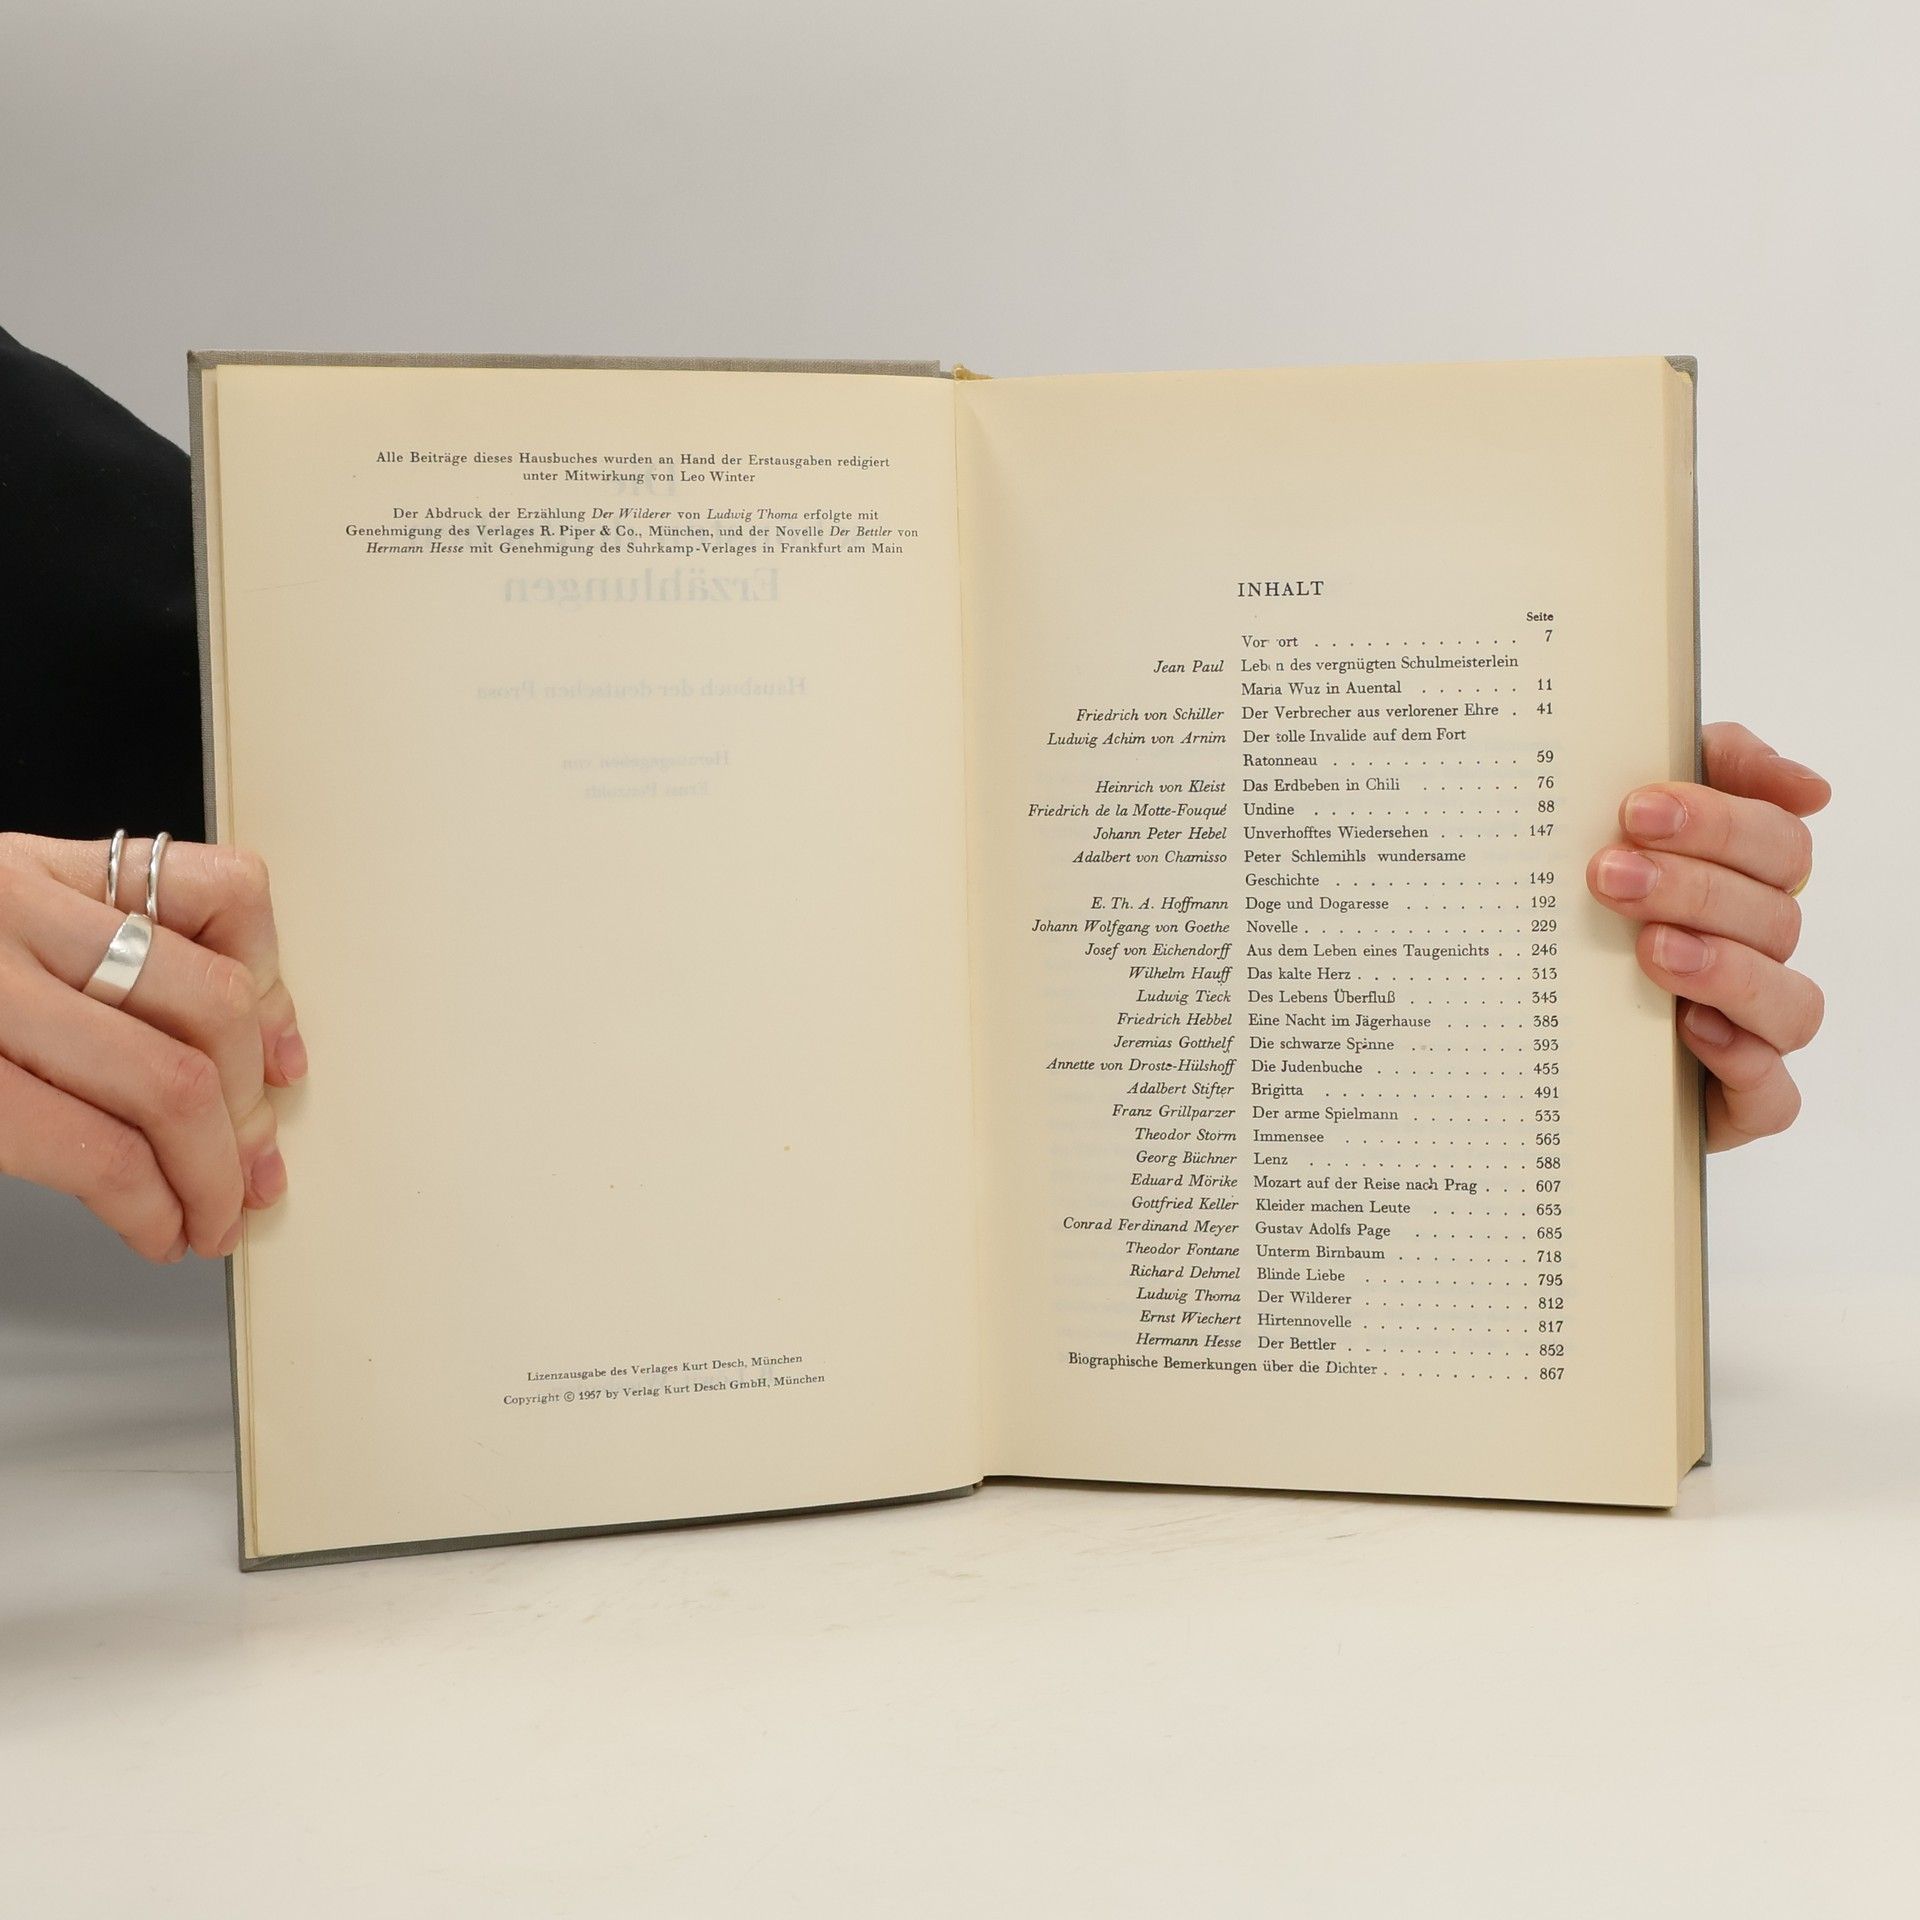 Alle Beiträge dieses Hausbuches wurden an Hand der Erstausgaben redigiert
unter Mitwirkung von Leo Winter
Der Abdruck der Erzählung Der Wilderer von Ludwig Thoma erfolgte mit
Genehmigung des Verlages R. Piper & Co., München, und der Novelle Der Bettler von
Hermann Hesse mit Genehmigung des Suhrkamp-Verlages in Frankfurt am Main
Erzählungen
Hausbuch der deutschen Prosa
Herausgegeben von
Ernst Penzoldt
Lizenzausgabe des Verlages Kurt Desch, München
Copyright © 1957 by Verlag Kurt Desch GmbH, München
INHALT
Seite
Vorwort . . . . . . . . . . . . 7
Jean Paul Leben des vergnügten Schulmeisterlein
Maria Wuz in Auental . . . . . . 11
Friedrich von Schiller Der Verbrecher aus verlorener Ehre . 41
Ludwig Achim von Arnim Der tolle Invalide auf dem Fort
Ratonneau . . . . . . . . . . . 59
Heinrich von Kleist Das Erdbeben in Chili . . . . . . 76
Friedrich de la Motte-Fouqué Undine . . . . . . . . . . . . 88
Johann Peter Hebel Unverhofftes Wiedersehen . . . . . 147
Adalbert von Chamisso Peter Schlemihls wundersame
Geschichte . . . . . . . . . . . 149
E. Th. A. Hoffmann Doge und Dogaresse . . . . . . . 192
Johann Wolfgang von Goethe Novelle . . . . . . . . . . . . . 229
Josef von Eichendorff Aus dem Leben eines Taugenichts . . 246
Wilhelm Hauff Das kalte Herz . . . . . . . . . . 313
Ludwig Tieck Des Lebens Überfluß . . . . . . . 345
Friedrich Hebbel Eine Nacht im Jägerhause . . . . . 385
Jeremias Gotthelf Die schwarze Spinne . . . . . . . 393
Annette von Droste-Hülshoff Die Judenbuche . . . . . . . . . 455
Adalbert Stifter Brigitta . . . . . . . . . . . . 491
Franz Grillparzer Der arme Spielmann . . . . . . . 533
Theodor Storm Immensee . . . . . . . . . . . 565
Georg Büchner Lenz . . . . . . . . . . . . . 588
Eduard Mörike Mozart auf der Reise nach Prag . . . 607
Gottfried Keller Kleider machen Leute . . . . . . 653
Conrad Ferdinand Meyer Gustav Adolfs Page . . . . . . . 685
Theodor Fontane Unterm Birnbaum . . . . . . . . 718
Richard Dehmel Blinde Liebe . . . . . . . . . . 795
Ludwig Thoma Der Wilderer . . . . . . . . . . 812
Ernst Wiechert Hirtennovelle . . . . . . . . . . 817
Hermann Hesse Der Bettler . . . . . . . . . . . 852
Biographische Bemerkungen über die Dichter . . . . . . . . . 867